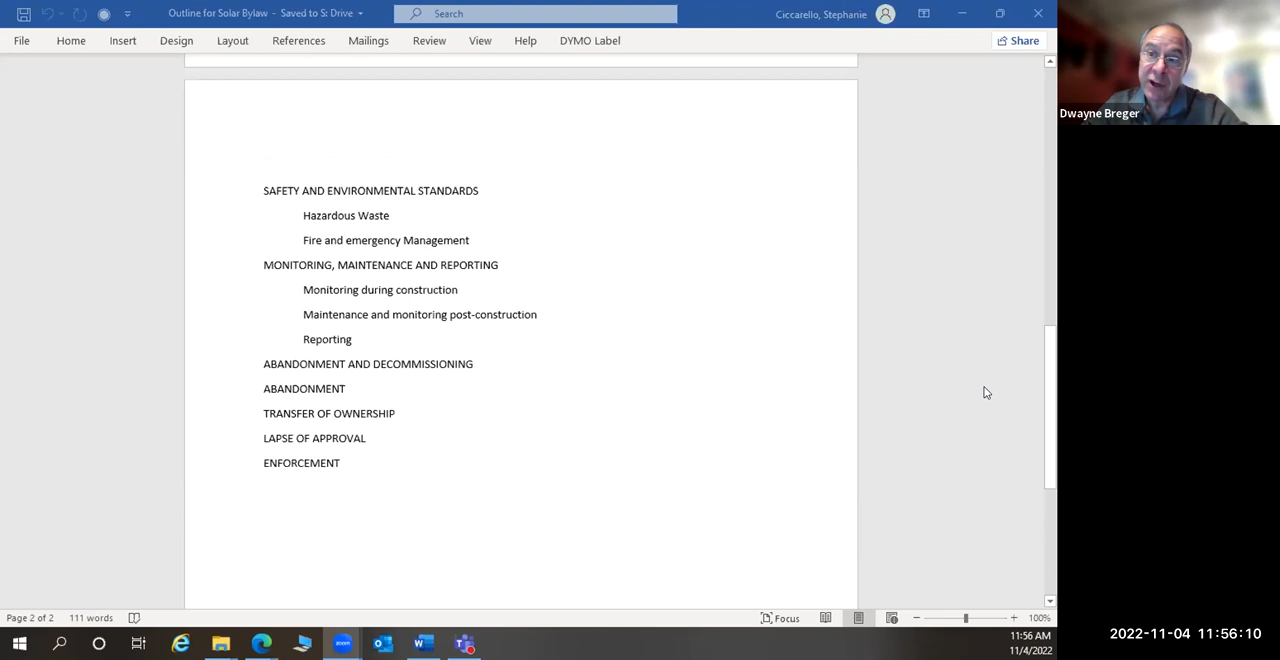 Outline for Solar Bylaw - Saved to S: Drive
Search
Ciccarello, Stephanie
File Home Insert Design Layout References Mailings Review View Help DYMO Label Share
Dwayne Breger
SAFETY AND ENVIRONMENTAL STANDARDS
Hazardous Waste
Fire and emergency Management
MONITORING, MAINTENANCE AND REPORTING
Monitoring during construction
Maintenance and monitoring post-construction
Reporting
ABANDONMENT AND DECOMMISSIONING
ABANDONMENT
TRANSFER OF OWNERSHIP
LAPSE OF APPROVAL
ENFORCEMENT
Page 2 of 2 111 words Focus 100%
zoom
11:56 AM
11/4/2022
2022-11-04 11:56:10